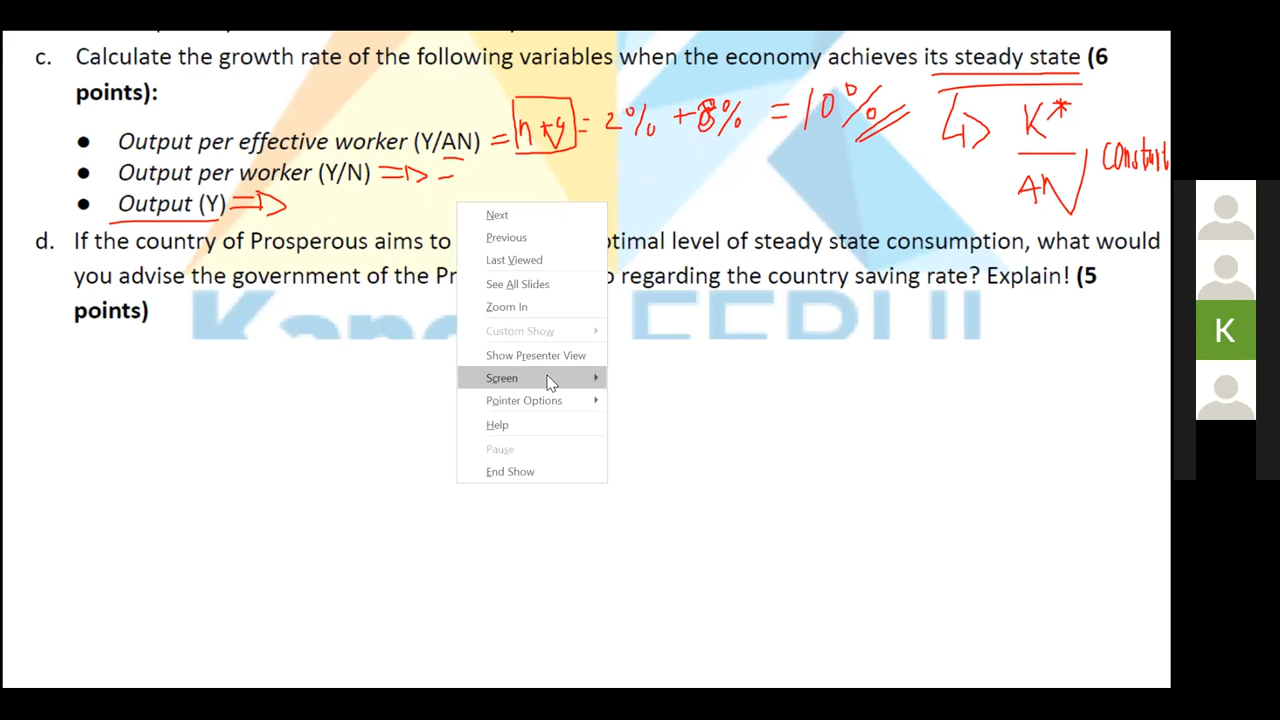 c. Calculate the growth rate of the following variables when the economy achieves its steady state (6
points):
● Output per effective worker (Y/AN) = n+g = 2% + 8% = 10%
K*
AN
constant
● Output per worker (Y/N) ⇒ =
● Output (Y) ⇒
d. If the country of Prosperous aims to ptimal level of steady state consumption, what would
you advise the government of the Pr o regarding the country saving rate? Explain! (5
points)
Next
Previous
Last Viewed
See All Slides
Zoom In
Custom Show
Show Presenter View
Screen
Pointer Options
Help
Pause
End Show
K